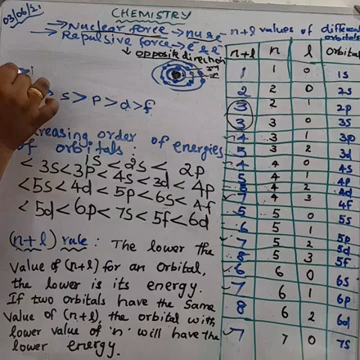 03/06/21
CHEMISTRY
→Nuclear force→nu & e
→Repulsive force→e & e
↓ opposite direction
s > p > d > f
Increasing order of energies
of orbitals: 1s < 2s < 2p
< 3s < 3p < 4s < 3d < 4p
< 5s < 4d < 5p < 6s < 4f
< 5d < 6p < 7s < 5f < 6d
(n+l) rule: The lower the
value of (n+l) for an orbital,
the lower is its energy.
If two orbitals have the same
value of (n+l), the orbital with
lower value of 'n' will have the
lower energy.
n+l values of different
orbitals
n+l n l Orbital
1 1 0 1s
2 2 0 2s
3 2 1 2p
3 3 0 3s
4 3 1 3p
5 3 2 3d
4 4 0 4s
5 4 1 4p
6 4 2 4d
7 4 3 4f
5 5 0 5s
6 5 1 5p
7 5 2 5d
8 5 3 5f
6 6 0 6s
7 6 1 6p
8 6 2 6d
7 7 0 7s